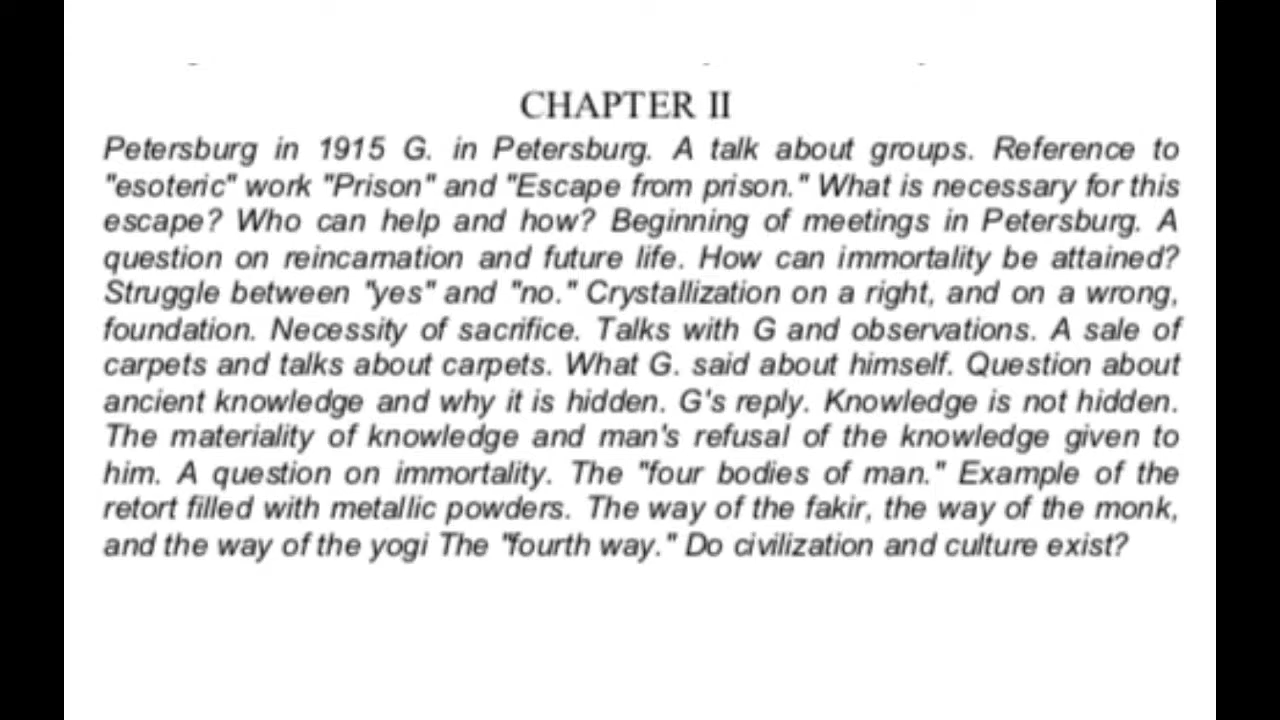 CHAPTER II
Petersburg in 1915 G. in Petersburg. A talk about groups. Reference to
"esoteric" work "Prison" and "Escape from prison." What is necessary for this
escape? Who can help and how? Beginning of meetings in Petersburg. A
question on reincarnation and future life. How can immortality be attained?
Struggle between "yes" and "no." Crystallization on a right, and on a wrong,
foundation. Necessity of sacrifice. Talks with G and observations. A sale of
carpets and talks about carpets. What G. said about himself. Question about
ancient knowledge and why it is hidden. G's reply. Knowledge is not hidden.
The materiality of knowledge and man's refusal of the knowledge given to
him. A question on immortality. The "four bodies of man." Example of the
retort filled with metallic powders. The way of the fakir, the way of the monk,
and the way of the yogi The "fourth way." Do civilization and culture exist?